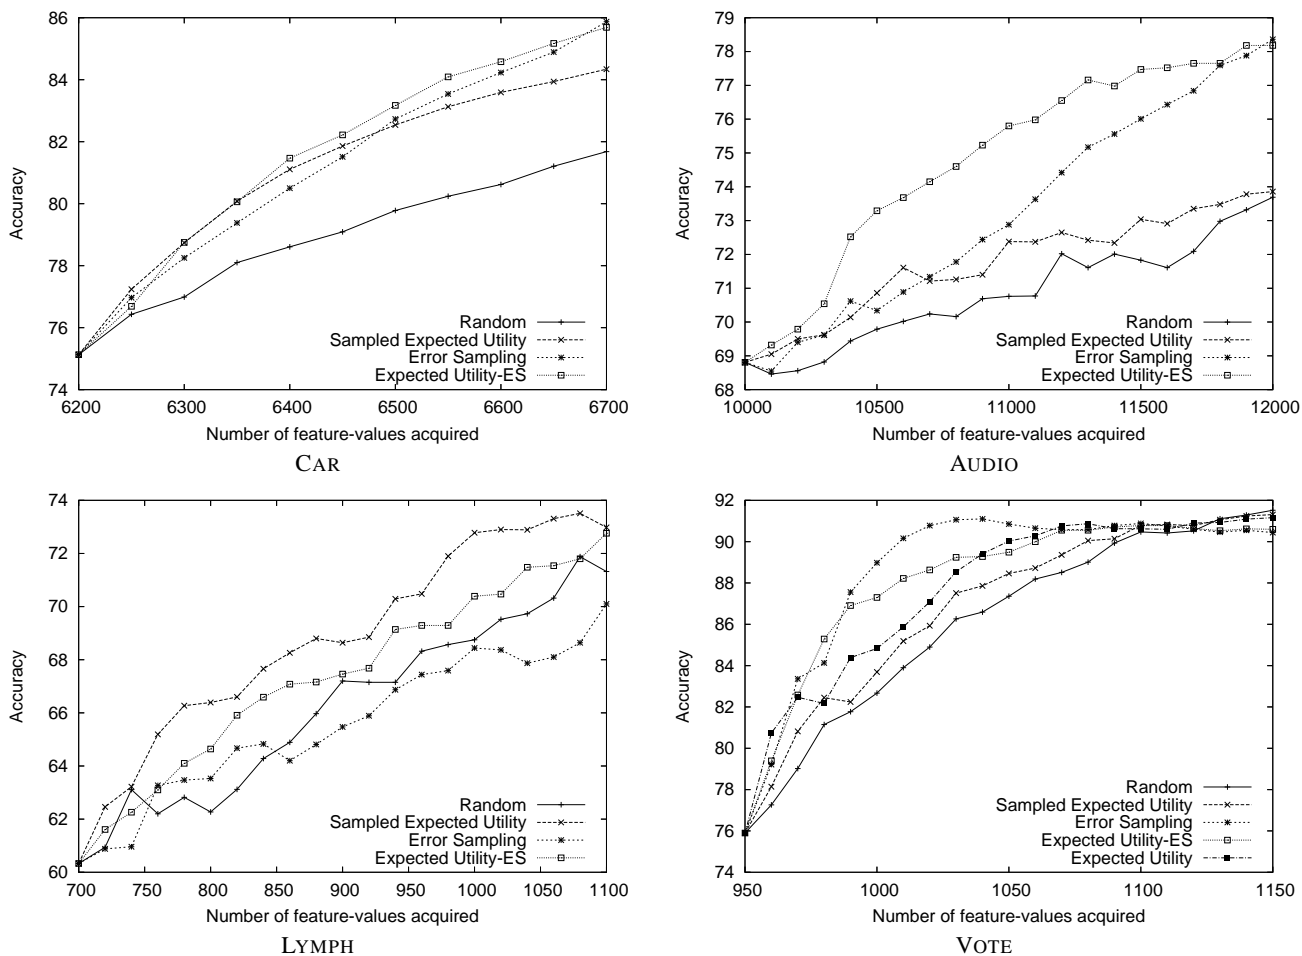 86
84
82
80
78
76
74
Accuracy
Random
Sampled Expected Utility
Error Sampling
Expected Utility-ES
6200 6300 6400 6500 6600 6700
Number of feature-values acquired
CAR
79
78
77
76
75
74
73
72
71
70
69
68
Accuracy
Random
Sampled Expected Utility
Error Sampling
Expected Utility-ES
10000 10500 11000 11500 12000
Number of feature-values acquired
AUDIO
74
72
70
68
66
64
62
60
Accuracy
Random
Sampled Expected Utility
Error Sampling
Expected Utility-ES
700 750 800 850 900 950 1000 1050 1100
Number of feature-values acquired
LYMPH
92
90
88
86
84
82
80
78
76
74
Accuracy
Random
Sampled Expected Utility
Error Sampling
Expected Utility-ES
Expected Utility
950 1000 1050 1100 1150
Number of feature-values acquired
VOTE